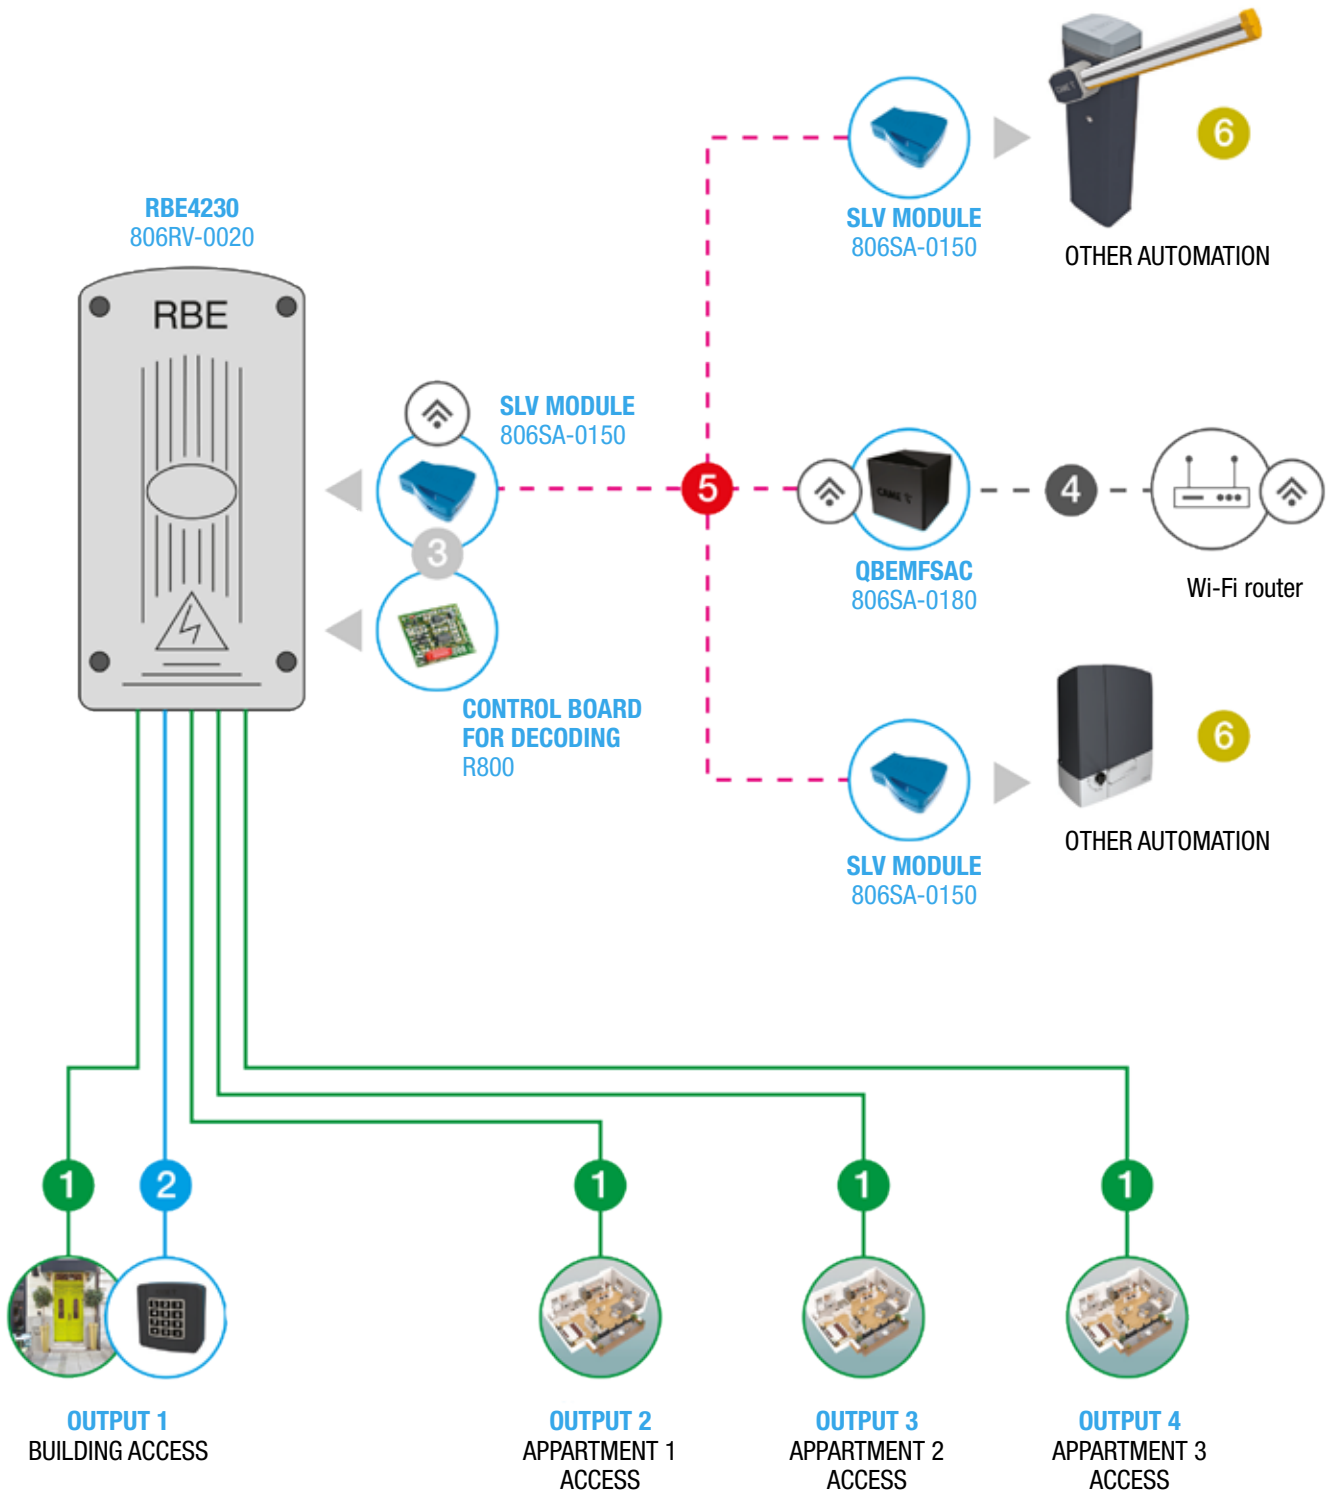 6
SLV MODULE
806SA-0150
OTHER AUTOMATION
RBE4230
806RV-0020
RBE
SLV MODULE
806SA-0150
5
CAME
4
3
QBEMFSAC
806SA-0180
Wi-Fi router
CONTROL BOARD
FOR DECODING
R800
6
SLV MODULE
806SA-0150
OTHER AUTOMATION
1
2
1
1
1
OUTPUT 1
BUILDING ACCESS
OUTPUT 2
APPARTMENT 1
ACCESS
OUTPUT 3
APPARTMENT 2
ACCESS
OUTPUT 4
APPARTMENT 3
ACCESS